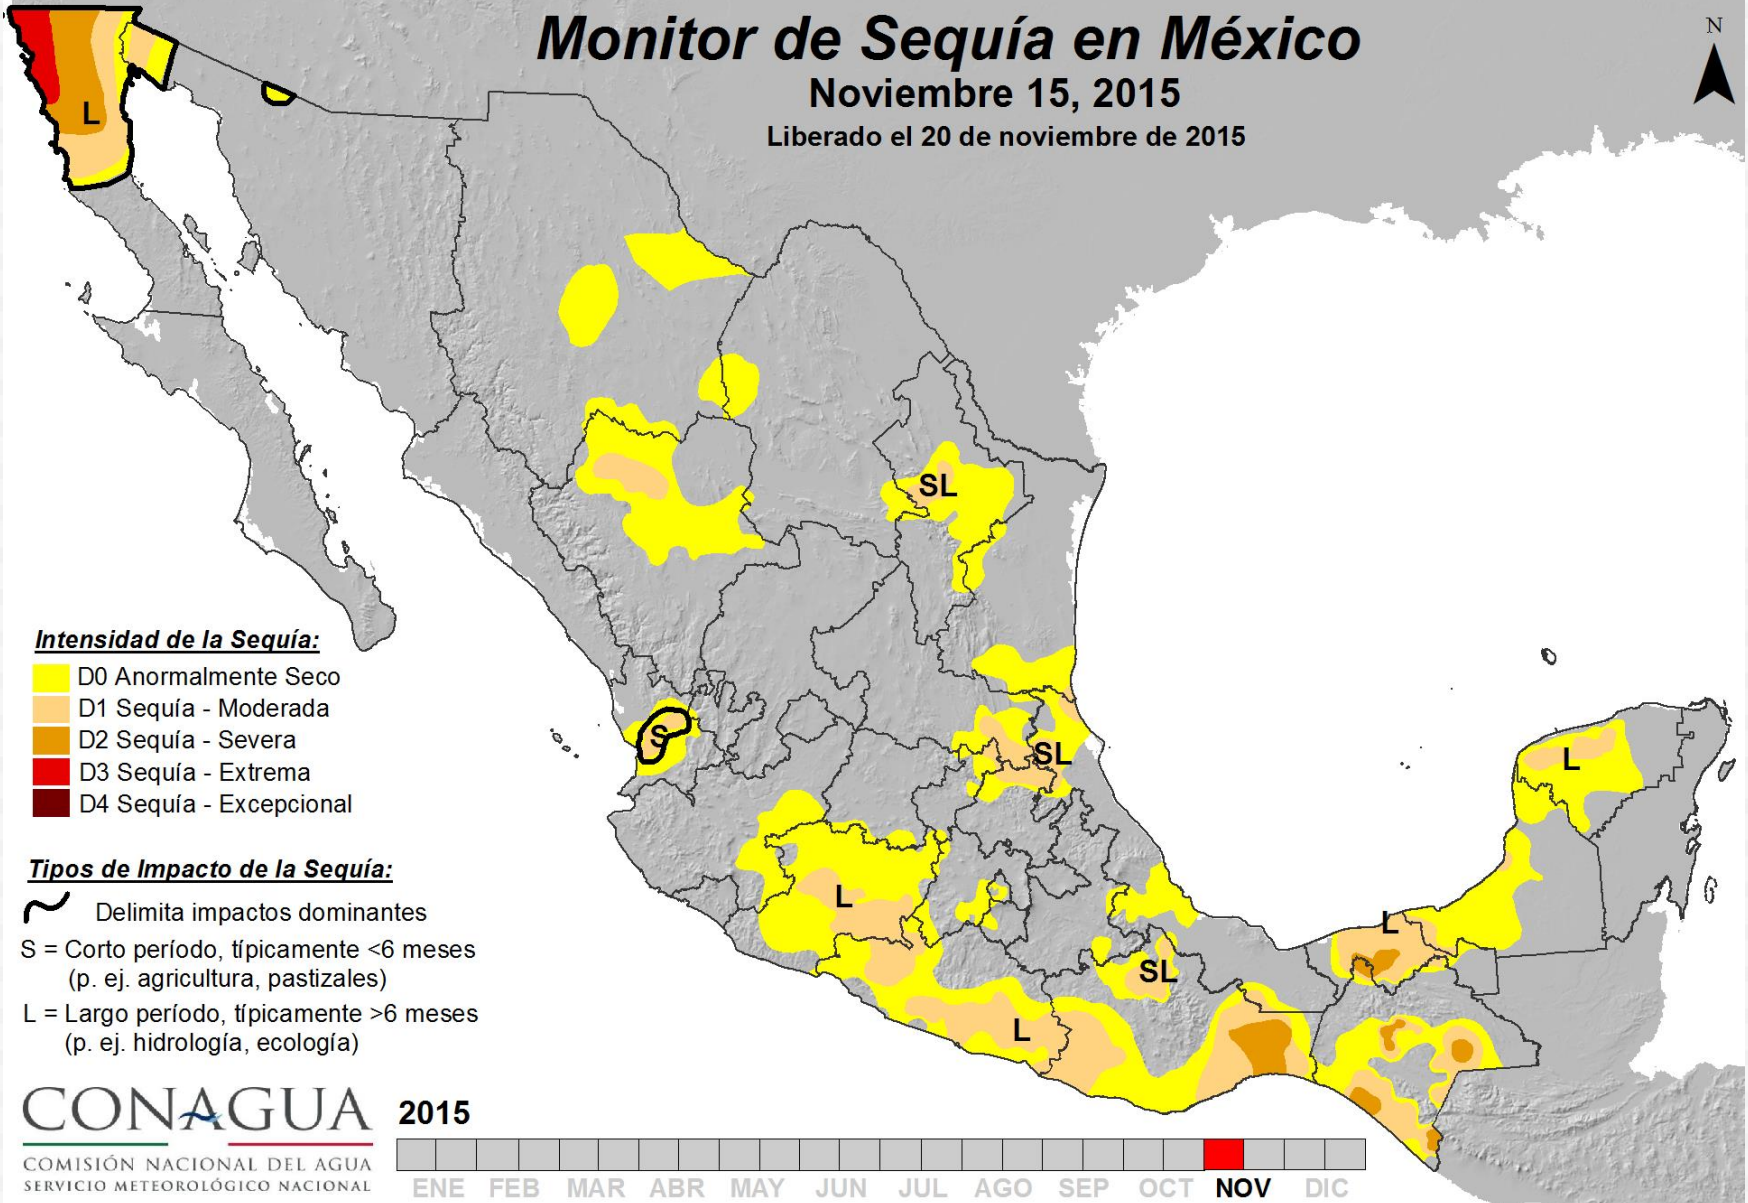 Monitor de Sequía en México
Noviembre 15, 2015
Liberado el 20 de noviembre de 2015
N
L
SL
S
SL
L
L
L
SL
L
Intensidad de la Sequía:
D0 Anormalmente Seco
D1 Sequía - Moderada
D2 Sequía - Severa
D3 Sequía - Extrema
D4 Sequía - Excepcional
Tipos de Impacto de la Sequía:
Delimita impactos dominantes
S = Corto período, típicamente <6 meses
(p. ej. agricultura, pastizales)
L = Largo período, típicamente >6 meses
(p. ej. hidrología, ecología)
CONAGUA
COMISIÓN NACIONAL DEL AGUA
SERVICIO METEOROLÓGICO NACIONAL
2015
ENE FEB MAR ABR MAY JUN JUL AGO SEP OCT NOV DIC